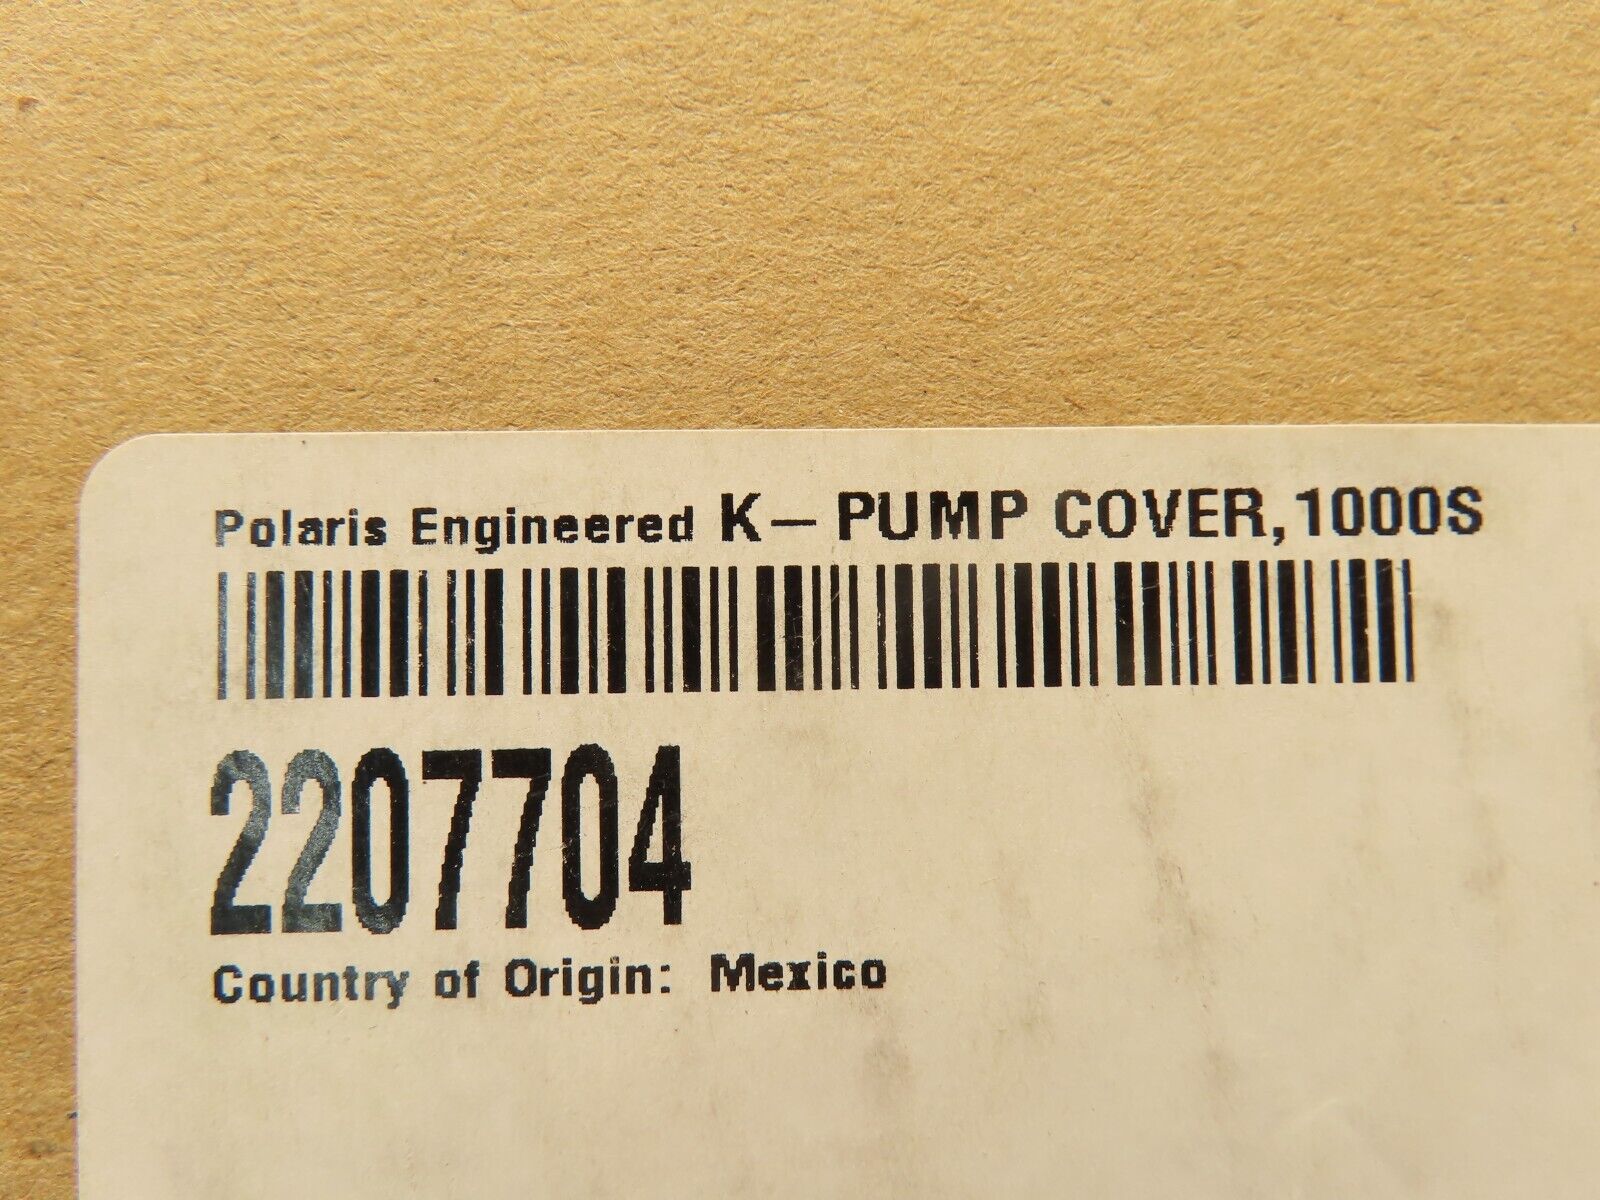 Polaris Engineered K-PUMP COVER,1000S
2207704
Country of Origin: Mexico